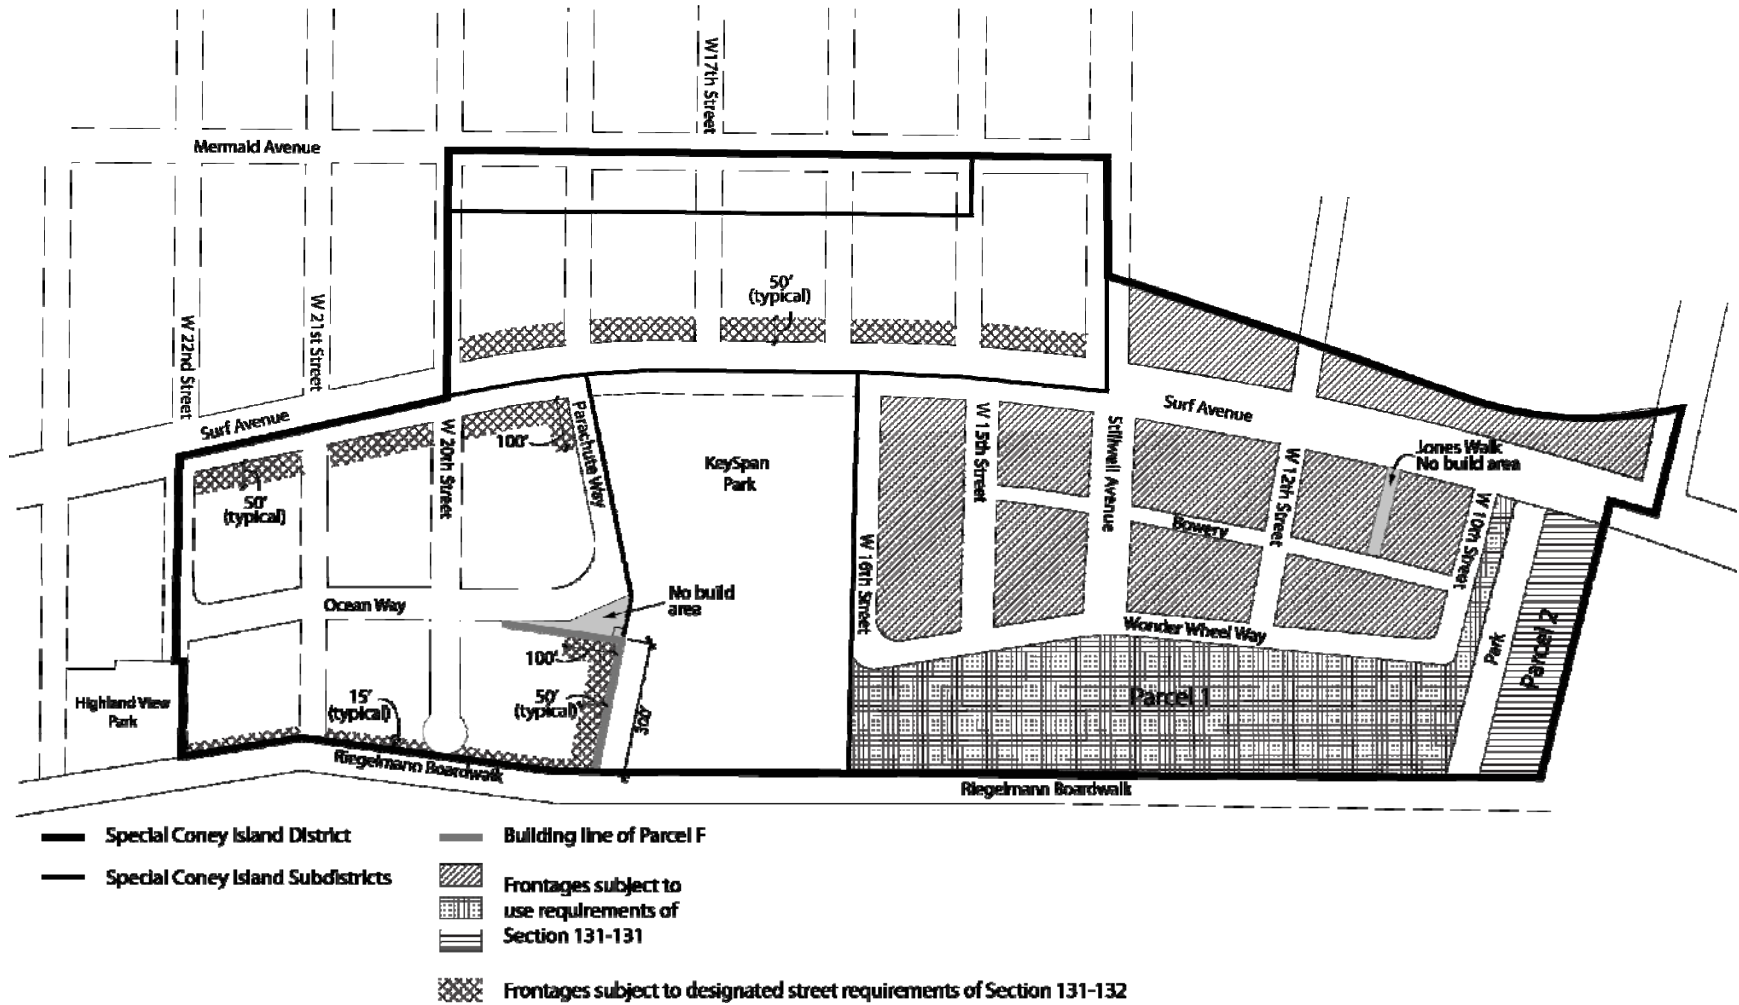 W 17th Street
Mermaid Avenue
50'
(typical)
W 22nd Street
W 21st Street
Surf Avenue
W 20th Street
100'
Parachute Way
50'
(typical)
KeySpan
Park
W 16th Street
W 15th Street
Stillwell Avenue
Surf Avenue
Bowery
W 12th Street
Jones Walk
No build area
W 10th Street
Ocean Way
No build
area
Wonder Wheel Way
Park
Parcel 2
Parcel 1
100'
50'
(typical)
300'
15'
(typical)
Highland View
Park
Riegelmann Boardwalk
Riegelmann Boardwalk
Special Coney Island District
Special Coney Island Subdistricts
Building line of Parcel F
Frontages subject to
use requirements of
Section 131-131
Frontages subject to designated street requirements of Section 131-132